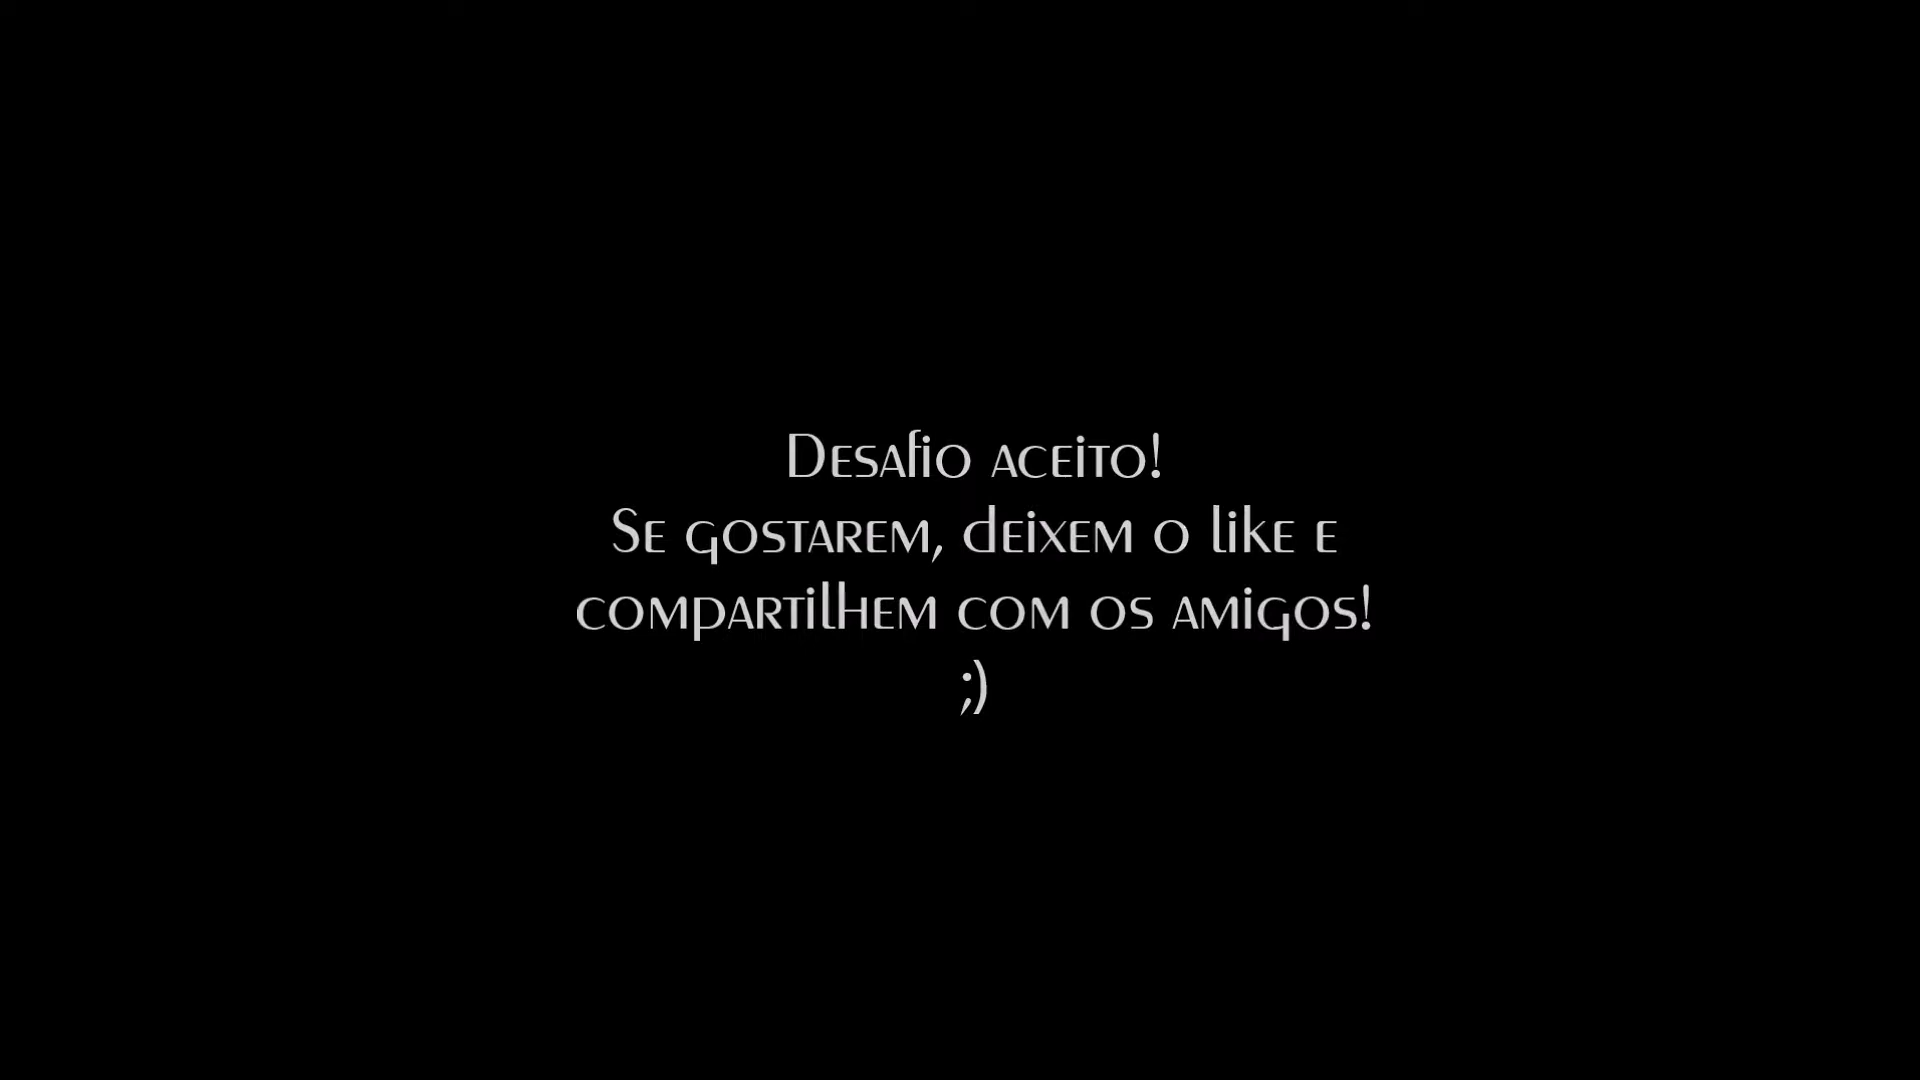 Desafio aceito!
Se gostarem, deixem o like e
compartilhem com os amigos!
;)